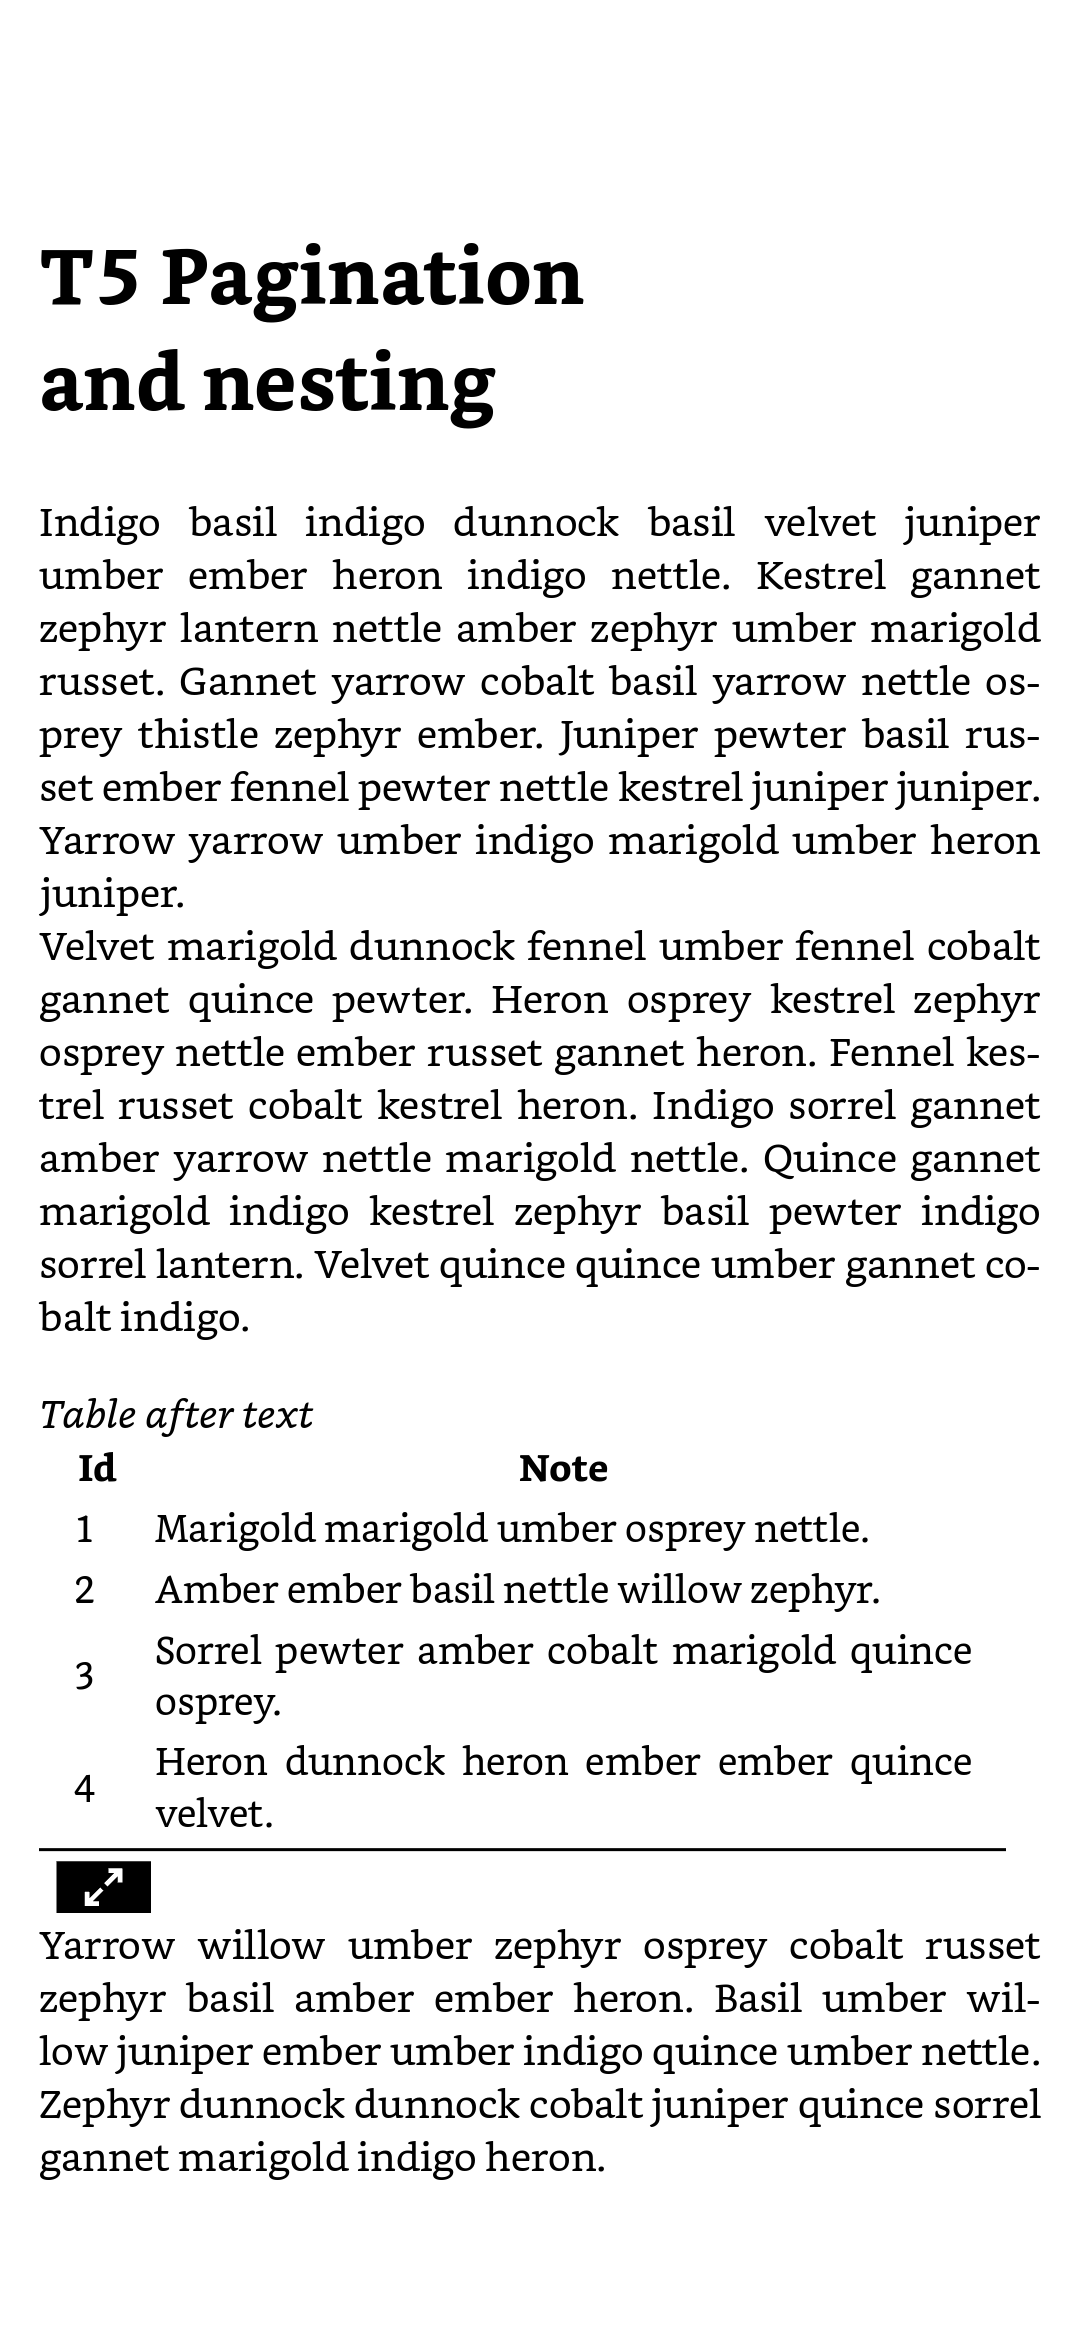 T5 Pagination
and nesting
Indigo basil indigo dunnock basil velvet juniper
umber ember heron indigo nettle. Kestrel gannet
zephyr lantern nettle amber zephyr umber marigold
russet. Gannet yarrow cobalt basil yarrow nettle os-
prey thistle zephyr ember. Juniper pewter basil rus-
set ember fennel pewter nettle kestrel juniper juniper.
Yarrow yarrow umber indigo marigold umber heron
juniper.
Velvet marigold dunnock fennel umber fennel cobalt
gannet quince pewter. Heron osprey kestrel zephyr
osprey nettle ember russet gannet heron. Fennel kes-
trel russet cobalt kestrel heron. Indigo sorrel gannet
amber yarrow nettle marigold nettle. Quince gannet
marigold indigo kestrel zephyr basil pewter indigo
sorrel lantern. Velvet quince quince umber gannet co-
balt indigo.
Table after text
Id Note
1 Marigold marigold umber osprey nettle.
2 Amber ember basil nettle willow zephyr.
3 Sorrel pewter amber cobalt marigold quince
osprey.
4 Heron dunnock heron ember ember quince
velvet.
Yarrow willow umber zephyr osprey cobalt russet
zephyr basil amber ember heron. Basil umber wil-
low juniper ember umber indigo quince umber nettle.
Zephyr dunnock dunnock cobalt juniper quince sorrel
gannet marigold indigo heron.